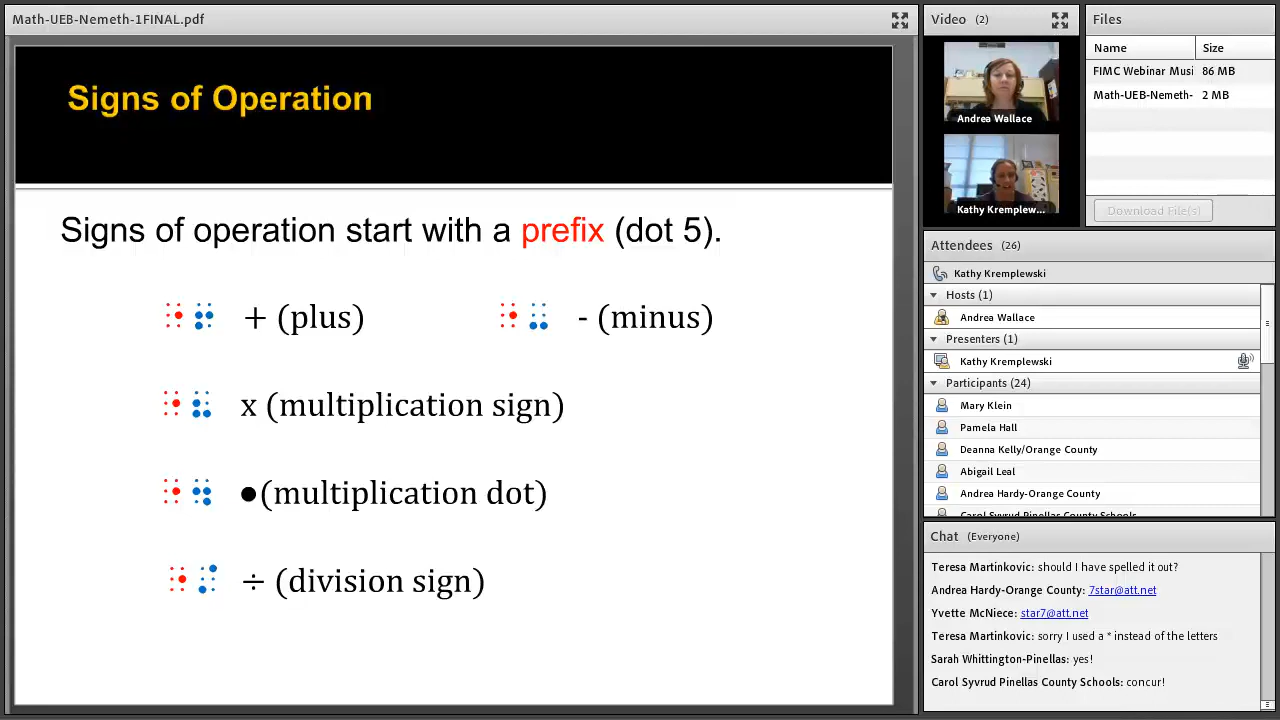 Math-UEB-Nemeth-1FINAL.pdf
Signs of Operation
Signs of operation start with a prefix (dot 5).
⠐⠖ + (plus)
⠐⠤ - (minus)
⠐⠦ x (multiplication sign)
⠐⠲ ●(multiplication dot)
⠐⠌ ÷ (division sign)
Video (2)
Andrea Wallace
Kathy Kremplew...
Files
Name Size
FIMC Webinar Musi 86 MB
Math-UEB-Nemeth- 2 MB
Download File(s)
Attendees (26)
Kathy Kremplewski
Hosts (1)
Andrea Wallace
Presenters (1)
Kathy Kremplewski
Participants (24)
Mary Klein
Pamela Hall
Deanna Kelly/Orange County
Abigail Leal
Andrea Hardy-Orange County
Carol Syvrud Pinellas County Schools
Chat (Everyone)
Teresa Martinkovic: should I have spelled it out?
Andrea Hardy-Orange County: 7star@att.net
Yvette McNiece: star7@att.net
Teresa Martinkovic: sorry I used a * instead of the letters
Sarah Whittington-Pinellas: yes!
Carol Syvrud Pinellas County Schools: concur!